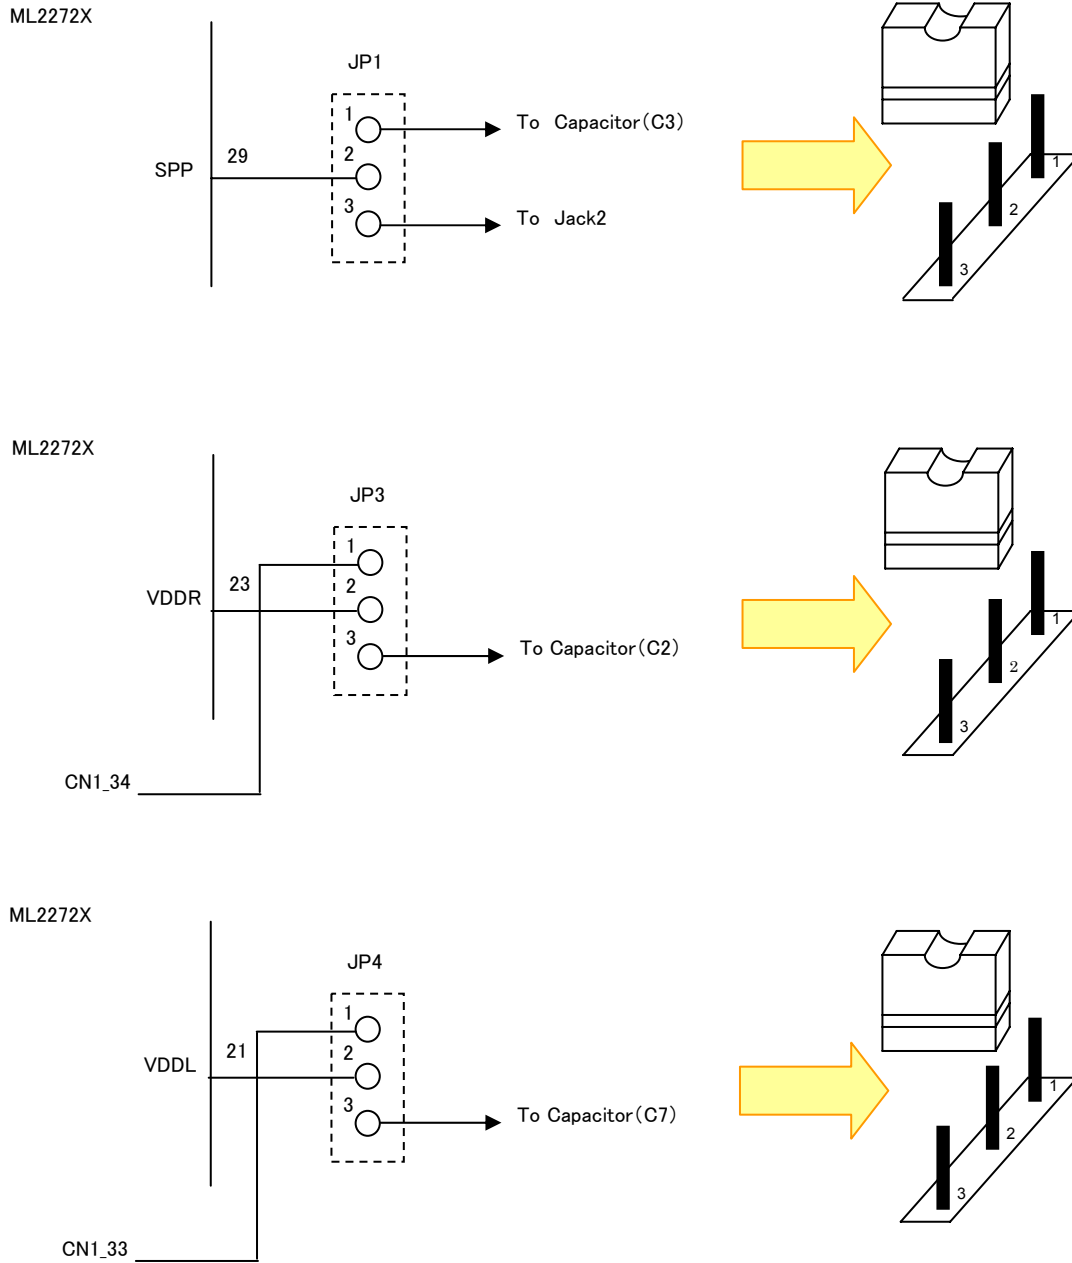 ML2272X
JP1
1
To Capacitor(C3)
29
2
SPP
3
To Jack2
1
2
3
ML2272X
JP3
1
23
2
VDDR
3
To Capacitor(C2)
CN1_34
1
2
3
ML2272X
JP4
1
21
2
VDDL
3
To Capacitor(C7)
CN1_33
1
2
3